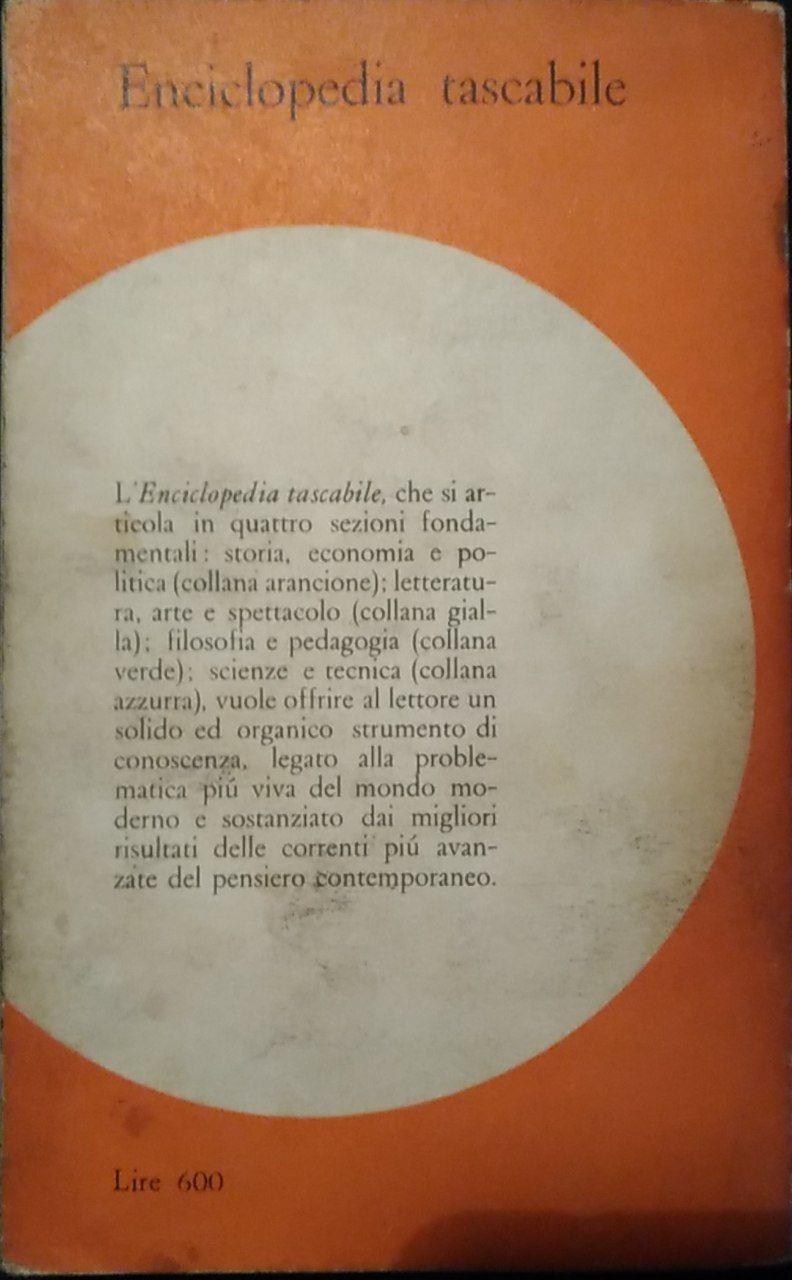 Enciclopedia tascabile
L'Enciclopedia tascabile, che si ar-
ticola in quattro sezioni fonda-
mentali: storia, economia e po-
litica (collana arancione); letteratu-
ra, arte e spettacolo (collana gial-
la); filosofia e pedagogia (collana
verde); scienze e tecnica (collana
azzurra), vuole offrire al lettore un
solido ed organico strumento di
conoscenza, legato alla proble-
matica piú viva del mondo mo-
derno e sostanziato dai migliori
risultati delle correnti piú avan-
zate del pensiero contemporaneo.
Lire 600